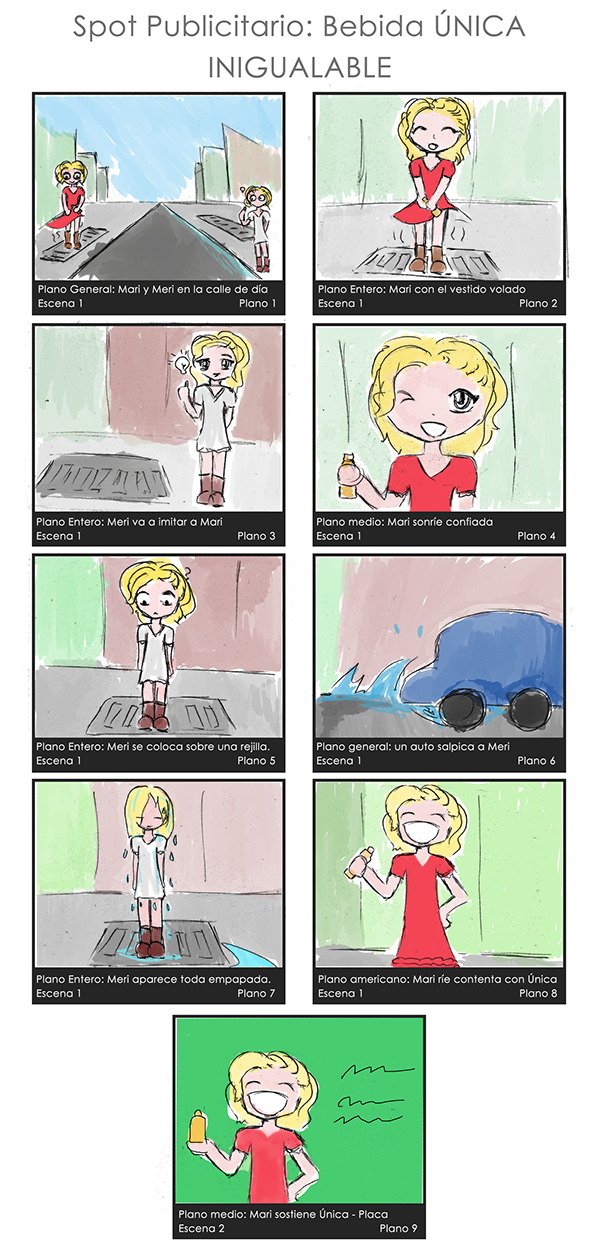 Spot Publicitario: Bebida ÚNICA
INIGUALABLE
Plano General: Mari y Meri en la calle de día
Escena 1 Plano 1
Plano Entero: Mari con el vestido volado
Escena 1 Plano 2
Plano Entero: Meri va a imitar a Mari
Escena 1 Plano 3
Plano medio: Mari sonríe confiada
Escena 1 Plano 4
Plano Entero: Meri se coloca sobre una rejilla.
Escena 1 Plano 5
Plano general: un auto salpica a Meri
Escena 1 Plano 6
Plano Entero: Meri aparece toda empapada.
Escena 1 Plano 7
Plano americano: Mari ríe contenta con Única
Escena 1 Plano 8
Plano medio: Mari sostiene Única - Placa
Escena 2 Plano 9